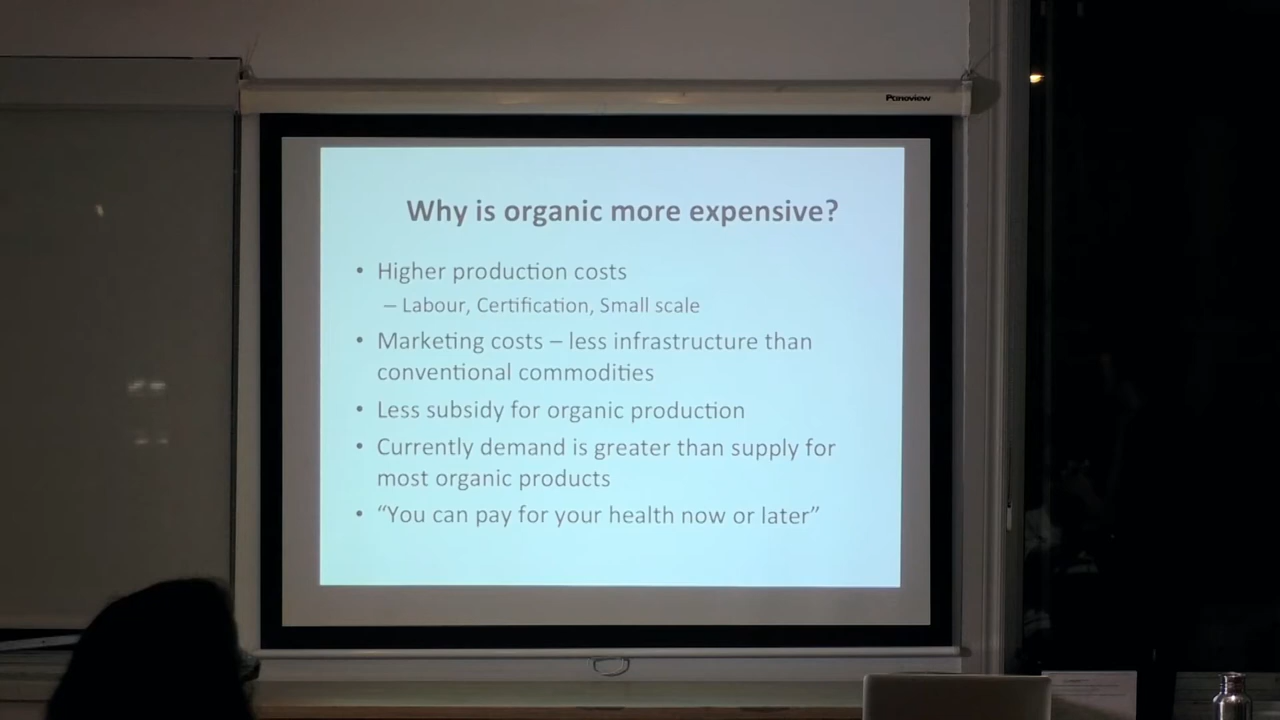 Panoview
Why is organic more expensive?
• Higher production costs
– Labour, Certification, Small scale
• Marketing costs – less infrastructure than
conventional commodities
• Less subsidy for organic production
• Currently demand is greater than supply for
most organic products
• “You can pay for your health now or later”